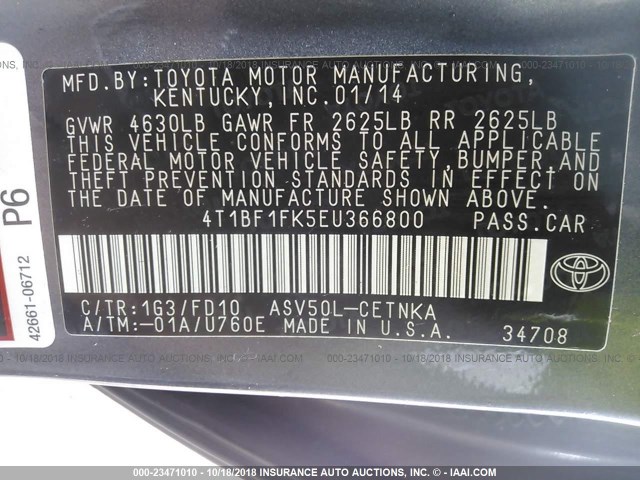 MFD.BY: TOYOTA MOTOR MANUFACTURING,
KENTUCKY, INC. 01/14
GVWR 4630LB GAWR FR 2625LB RR 2625LB
THIS VEHICLE CONFORMS TO ALL APPLICABLE
FEDERAL MOTOR VEHICLE SAFETY, BUMPER AND
THEFT PREVENTION STANDARDS IN EFFECT ON
THE DATE OF MANUFACTURE SHOWN ABOVE.
4T1BF1FK5EU366800 PASS.CAR
C/TR:1G3/FD10 ASV50L-CETNKA
A/TM:-01A/U760E MADE IN U.S.A. 34708
P6
42661-06712
000-23471010 - 10/18/2018 INSURANCE AUTO AUCTIONS, INC. - © - IAAI.COM